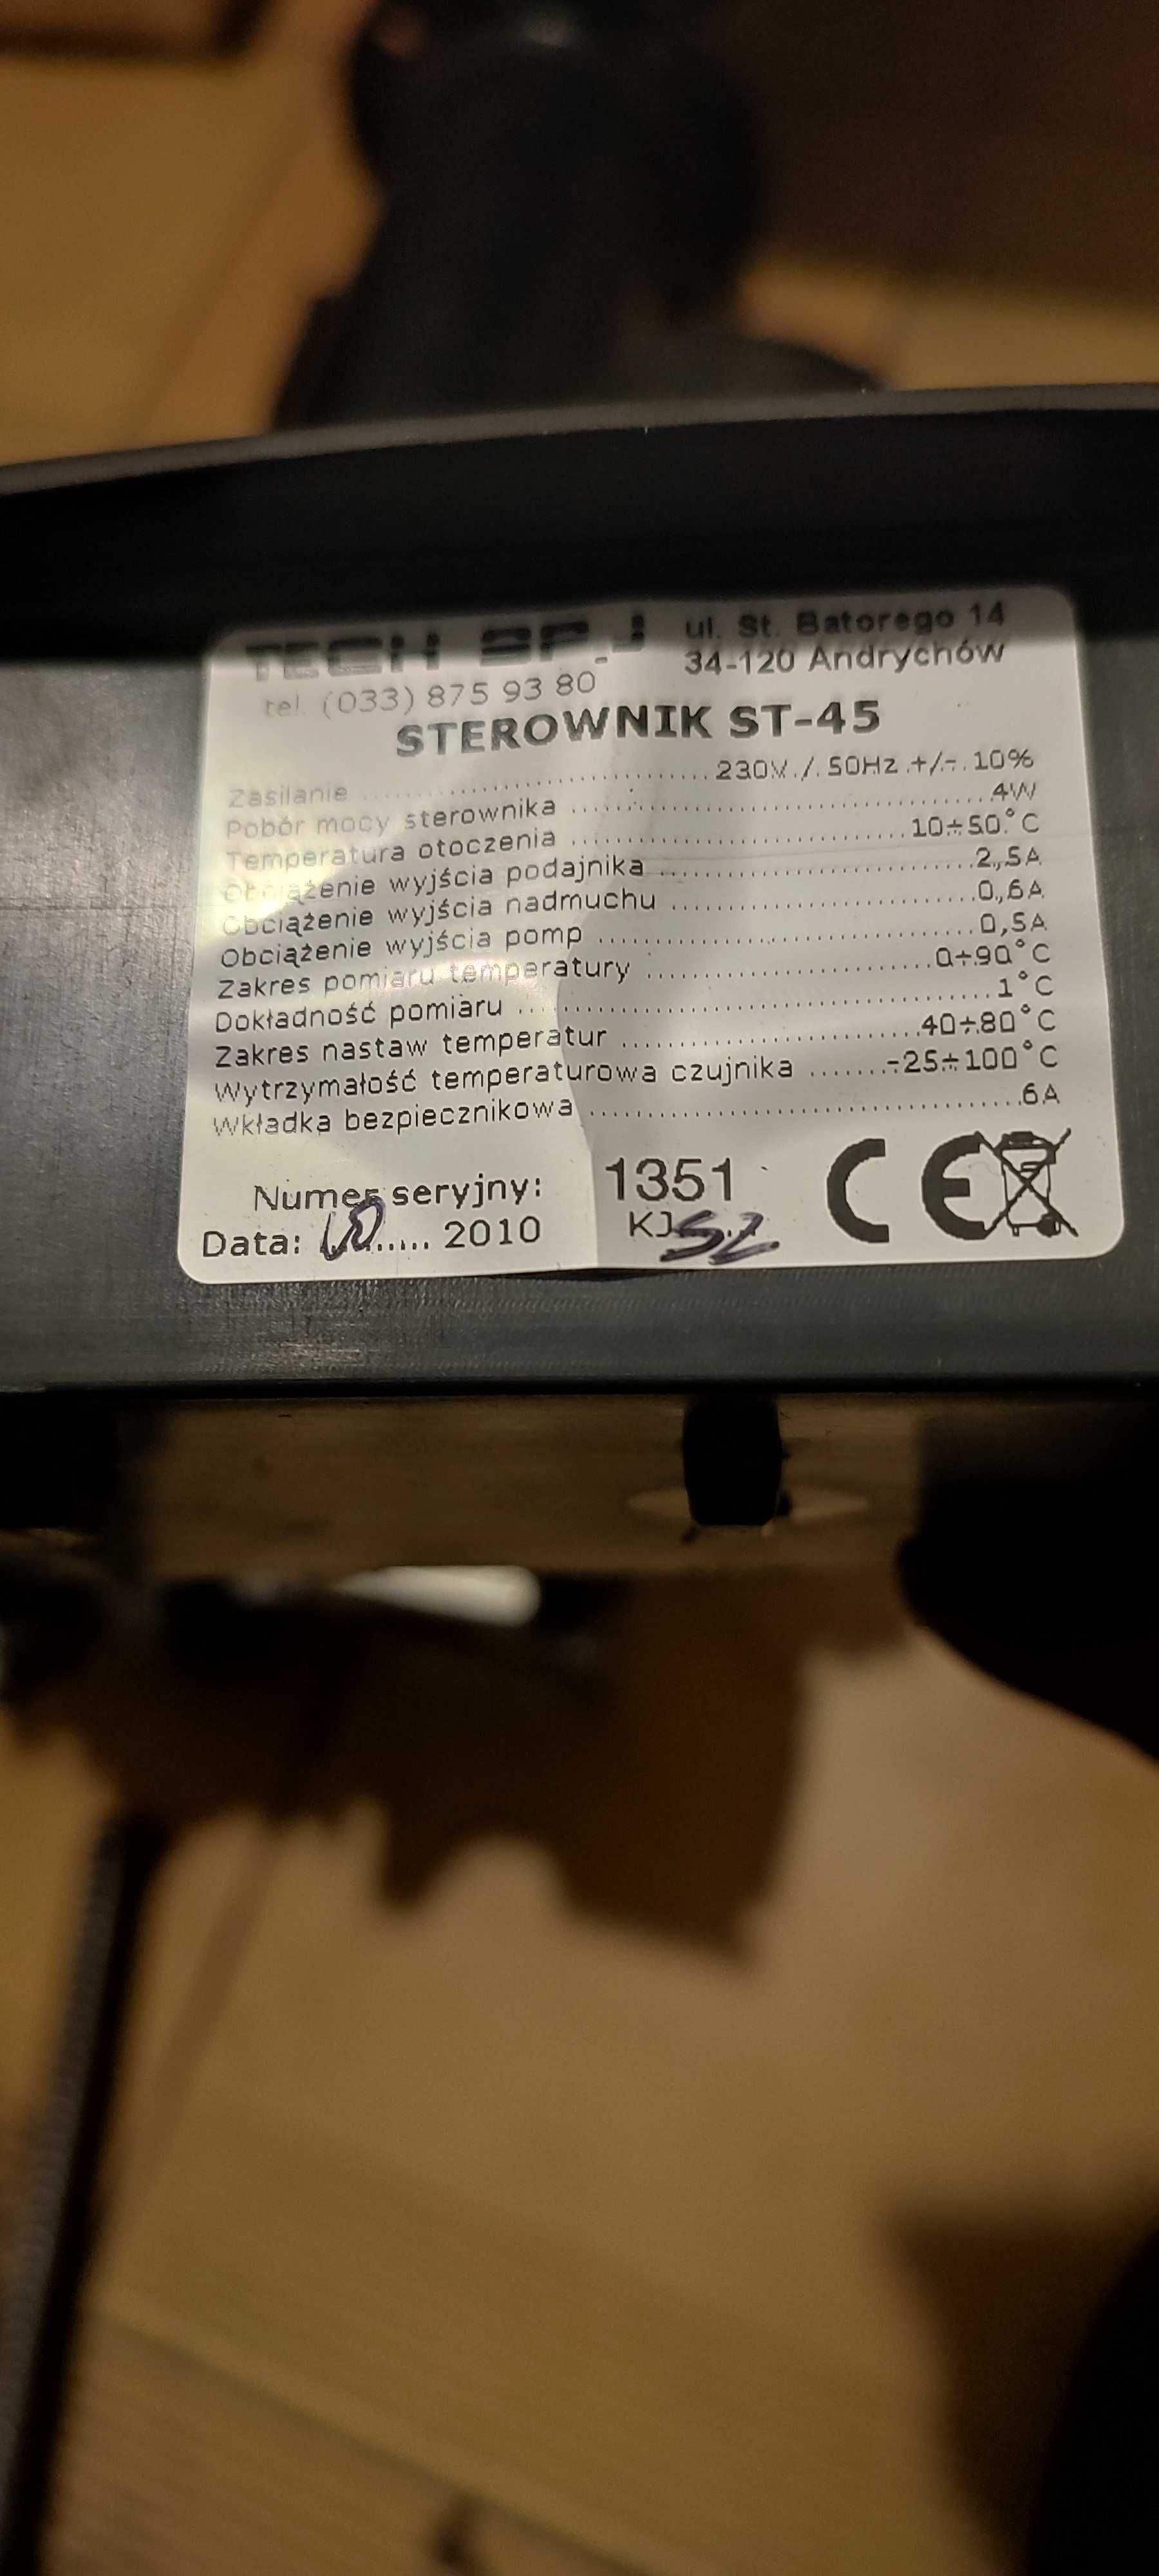 TECH SP.J
ul. St. Batorego 14
34-120 Andrychów
tel. (033) 875 93 80
STEROWNIK ST-45
Zasilanie ........................................ 230V / 50Hz +/- 10%
Pobór mocy sterownika ........................................ 4W
Temperatura otoczenia ........................................ 10÷50°C
Obciążenie wyjścia podajnika ........................................ 2,5A
Obciążenie wyjścia nadmuchu ........................................ 0,6A
Obciążenie wyjścia pomp ........................................ 0,5A
Zakres pomiaru temperatury ........................................ 0÷90°C
Dokładność pomiaru ........................................ 1°C
Zakres nastaw temperatur ........................................ 40÷80°C
Wytrzymałość temperaturowa czujnika ........ -25÷100°C
Wkładka bezpiecznikowa ........................................ 6A
Numer seryjny: 1351
Data: ......... 2010 KJ
CE